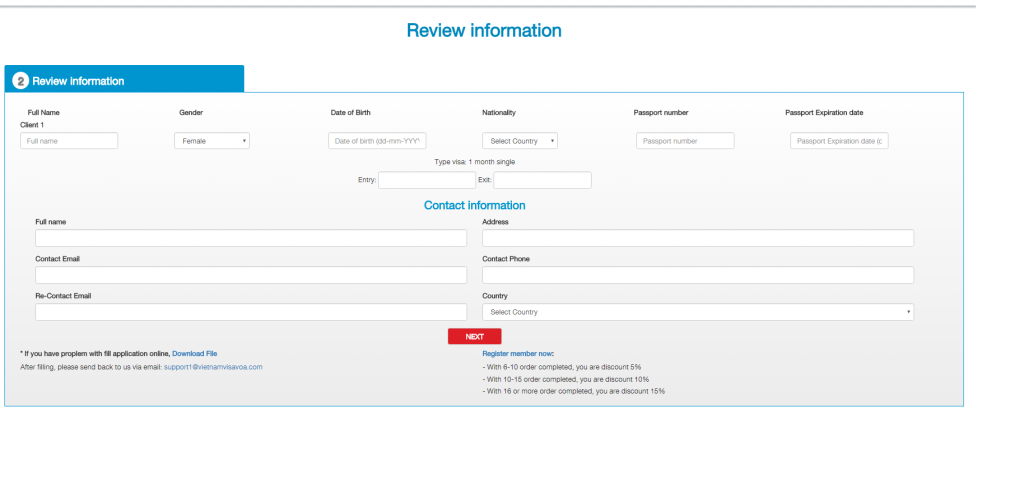 Review information
2 Review information
Full Name Gender Date of Birth Nationality Passport number Passport Expiration date
Client 1
Full name Female Date of birth (dd-mm-YYY Select Country Passport number Passport Expiration date (c
Type visa: 1 month single
Entry: Exit:
Contact information
Full name Address
Contact Email Contact Phone
Re-Contact Email Country
Select Country
NEXT
* If you have proplem with fill application online, Download File Register member now:
After filling, please send back to us via email: support1@vietnamvisavoa.com - With 6-10 order completed, you are discount 5%
- With 10-15 order completed, you are discount 10%
- With 16 or more order completed, you are discount 15%